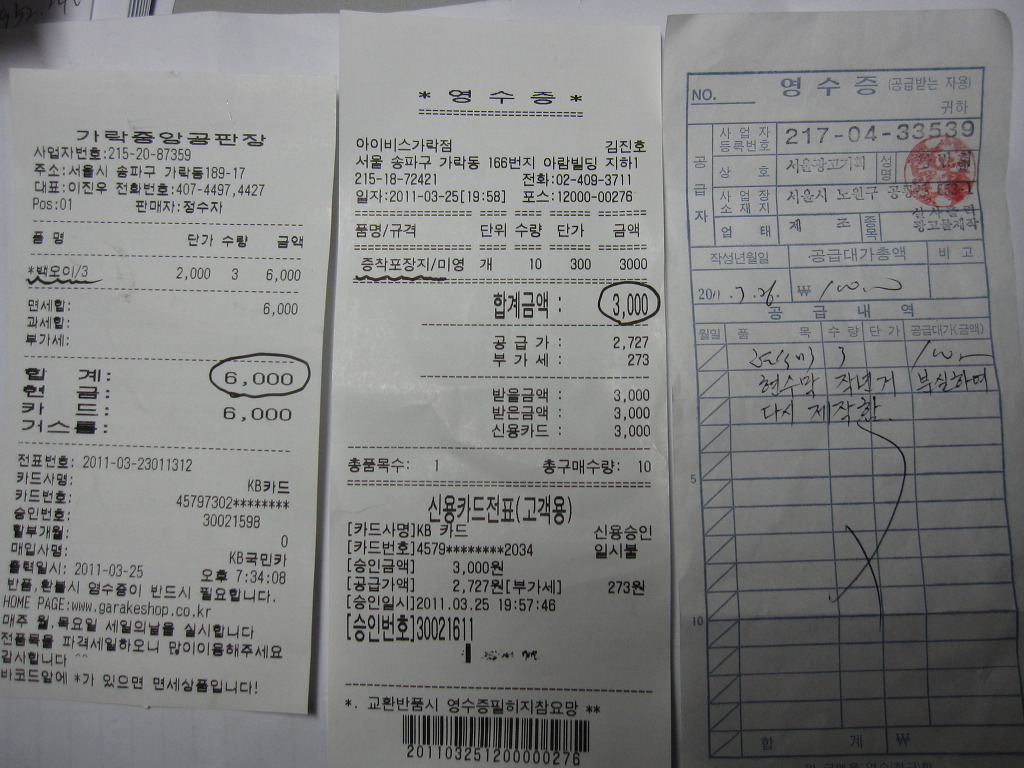 가락중앙공판장
사업자번호:215-20-87359
주소:서울시 송파구 가락동189-17
대표:이진우 전화번호:407-4497,4427
Pos:01 판매자:정수자
품 명 단가 수량 금액
*백오이/3 2,000 3 6,000
면세합: 6,000
과세합:
부가세:
합 계: 6,000
현 금:
카 드: 6,000
거스름:
전표번호: 2011-03-23011312
카드사명: KB카드
카드번호: 45797302********
승인번호: 30021598
할부개월: 0
매입사명: KB국민카
출력일시: 2011-03-25 오후 7:34:08
반품,환불시 영수증이 반드시 필요합니다.
HOME PAGE:www.garakeshop.co.kr
매주 월.목요일 세일의날을 실시합니다
전품목을 파격세일하오니 많이이용해주세요
감사합니다 ^^
바코드앞에 *가 있으면 면세상품입니다!
* 영 수 증 *
아이비스가락점 김진호
서울 송파구 가락동 166번지 아람빌딩 지하1
215-18-72421 전화:02-409-3711
일자:2011-03-25[19:58] 포스:12000-00276
품명/규격 단위 수량 단가 금액
증착포장지/미영 개 10 300 3000
합계금액 : 3,000
공 급 가 : 2,727
부 가 세 : 273
받을금액 : 3,000
받은금액 : 3,000
신용카드 : 3,000
총품목수: 1 총구매수량: 10
신용카드전표(고객용)
[카드사명]KB 카드 신용승인
[카드번호]4579********2034 일시불
[승인금액] 3,000원
[공급가액] 2,727원[부가세] 273원
[승인일시]2011.03.25 19:57:46
[승인번호]30021611
*. 교환반품시 영수증필히지참요망 **
2011032512000000276
NO. 영 수 증 (공급받는 자용)
귀하
공급자
사업자등록번호 217-04-33539
상 호 서울광고기획 성명
사업장소재지 서울시 노원구
업 태 제 조 종목 광고물제작
작성년월일 공급대가총액 비 고
2011.3.26. ₩
공 급 내 역
월일 품 목 수 량 단 가 공급대가(금액)
3
현수막 작년거 부실하여
다시 제작함
5
10
합 계 ₩